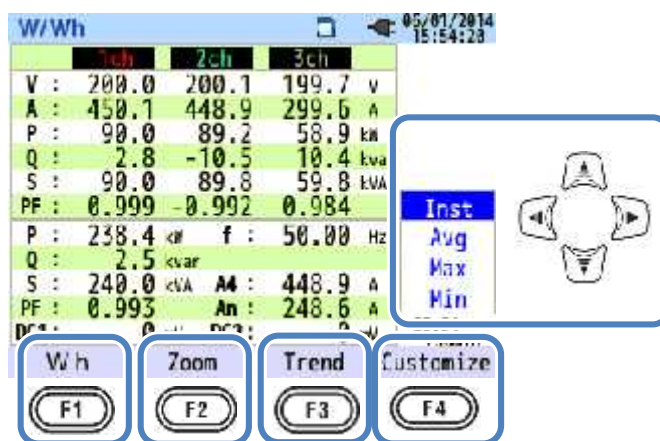 W/Wh 05/01/2014
15:54:20
1ch 2ch 3ch
V : 200.0 200.1 199.7 V
A : 450.1 448.9 299.6 A
P : 90.0 89.2 58.9 kW
Q : 2.8 -10.5 10.4 kva
S : 90.0 89.8 59.8 kVA
PF : 0.999 -0.992 0.984
P : 238.4 kW f : 50.00 Hz
Q : 2.5 kvar
S : 240.0 kVA A4 : 448.9 A
PF : 0.993 An : 248.6 A
Inst
Avg
Max
Min
Wh Zoom Trend Customize
F1 F2 F3 F4